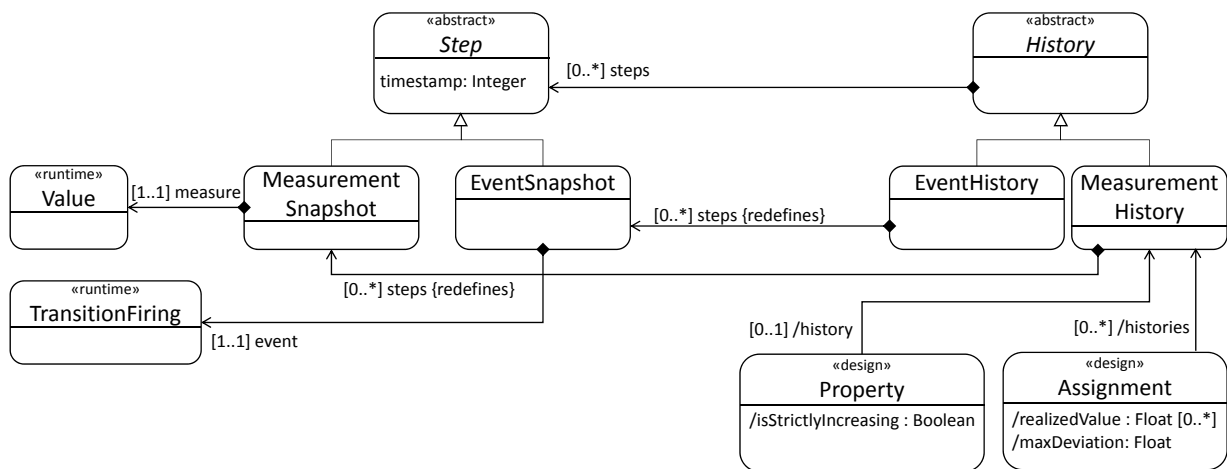 «abstract»
Step
timestamp: Integer
«abstract»
History
[0..*] steps
«runtime»
Value
[1..1] measure
Measurement
Snapshot
EventSnapshot
[0..*] steps {redefines}
EventHistory
Measurement
History
«runtime»
TransitionFiring
[0..*] steps {redefines}
[1..1] event
[0..1] /history
[0..*] /histories
«design»
Property
/isStrictlyIncreasing : Boolean
«design»
Assignment
/realizedValue : Float [0..*]
/maxDeviation: Float